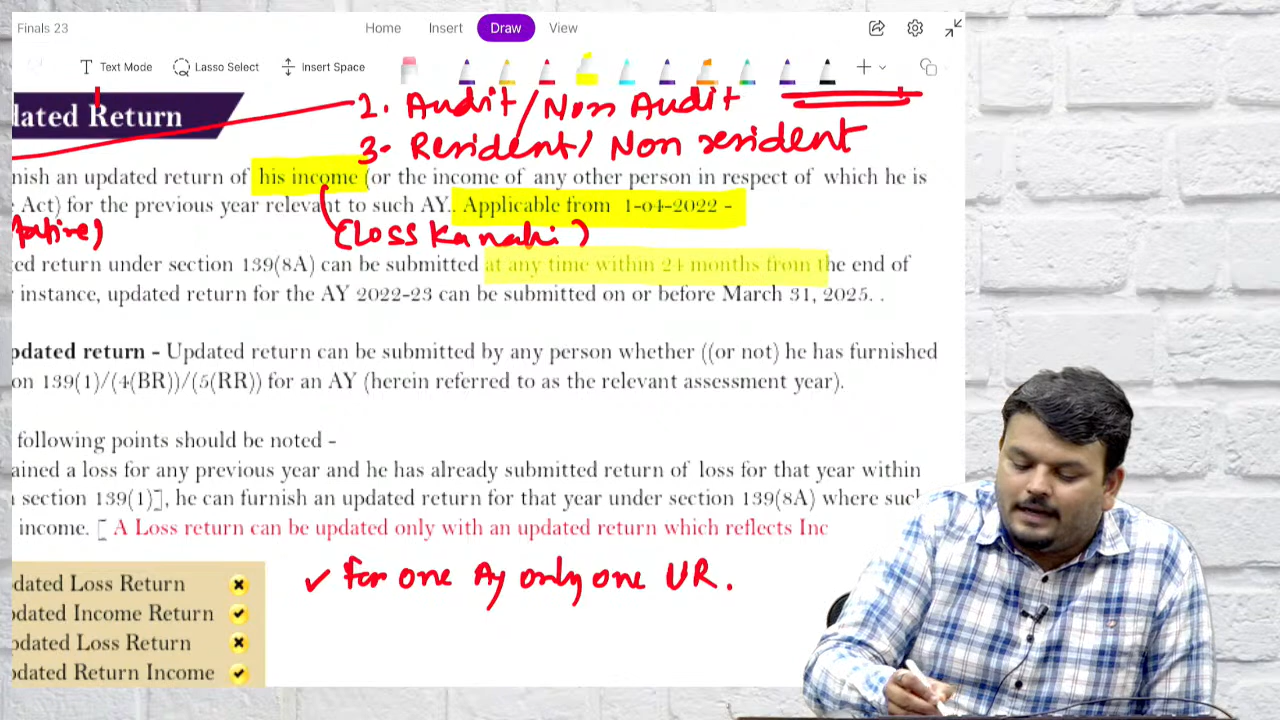 Finals 23
Home Insert Draw View
Text Mode Lasso Select Insert Space
2. Audit/Non Audit
dated Return
3- Resident/ Non resident
nish an updated return of his income (or the income of any other person in respect of which he is
Act) for the previous year relevant to such AY.. Applicable from 1-04-2022 -
(Loss Ka nahi)
ed return under section 139(8A) can be submitted at any time within 24 months from the end of
instance, updated return for the AY 2022-23 can be submitted on or before March 31, 2025. .
pdated return - Updated return can be submitted by any person whether ((or not) he has furnished
on 139(1)/(4(BR))/(5(RR)) for an AY (herein referred to as the relevant assessment year).
following points should be noted -
ained a loss for any previous year and he has already submitted return of loss for that year within
section 139(1)], he can furnish an updated return for that year under section 139(8A) where such
income. [ A Loss return can be updated only with an updated return which reflects Inc
pdated Loss Return
✓ for one Ay only one UR.
pdated Income Return
pdated Loss Return
pdated Return Income